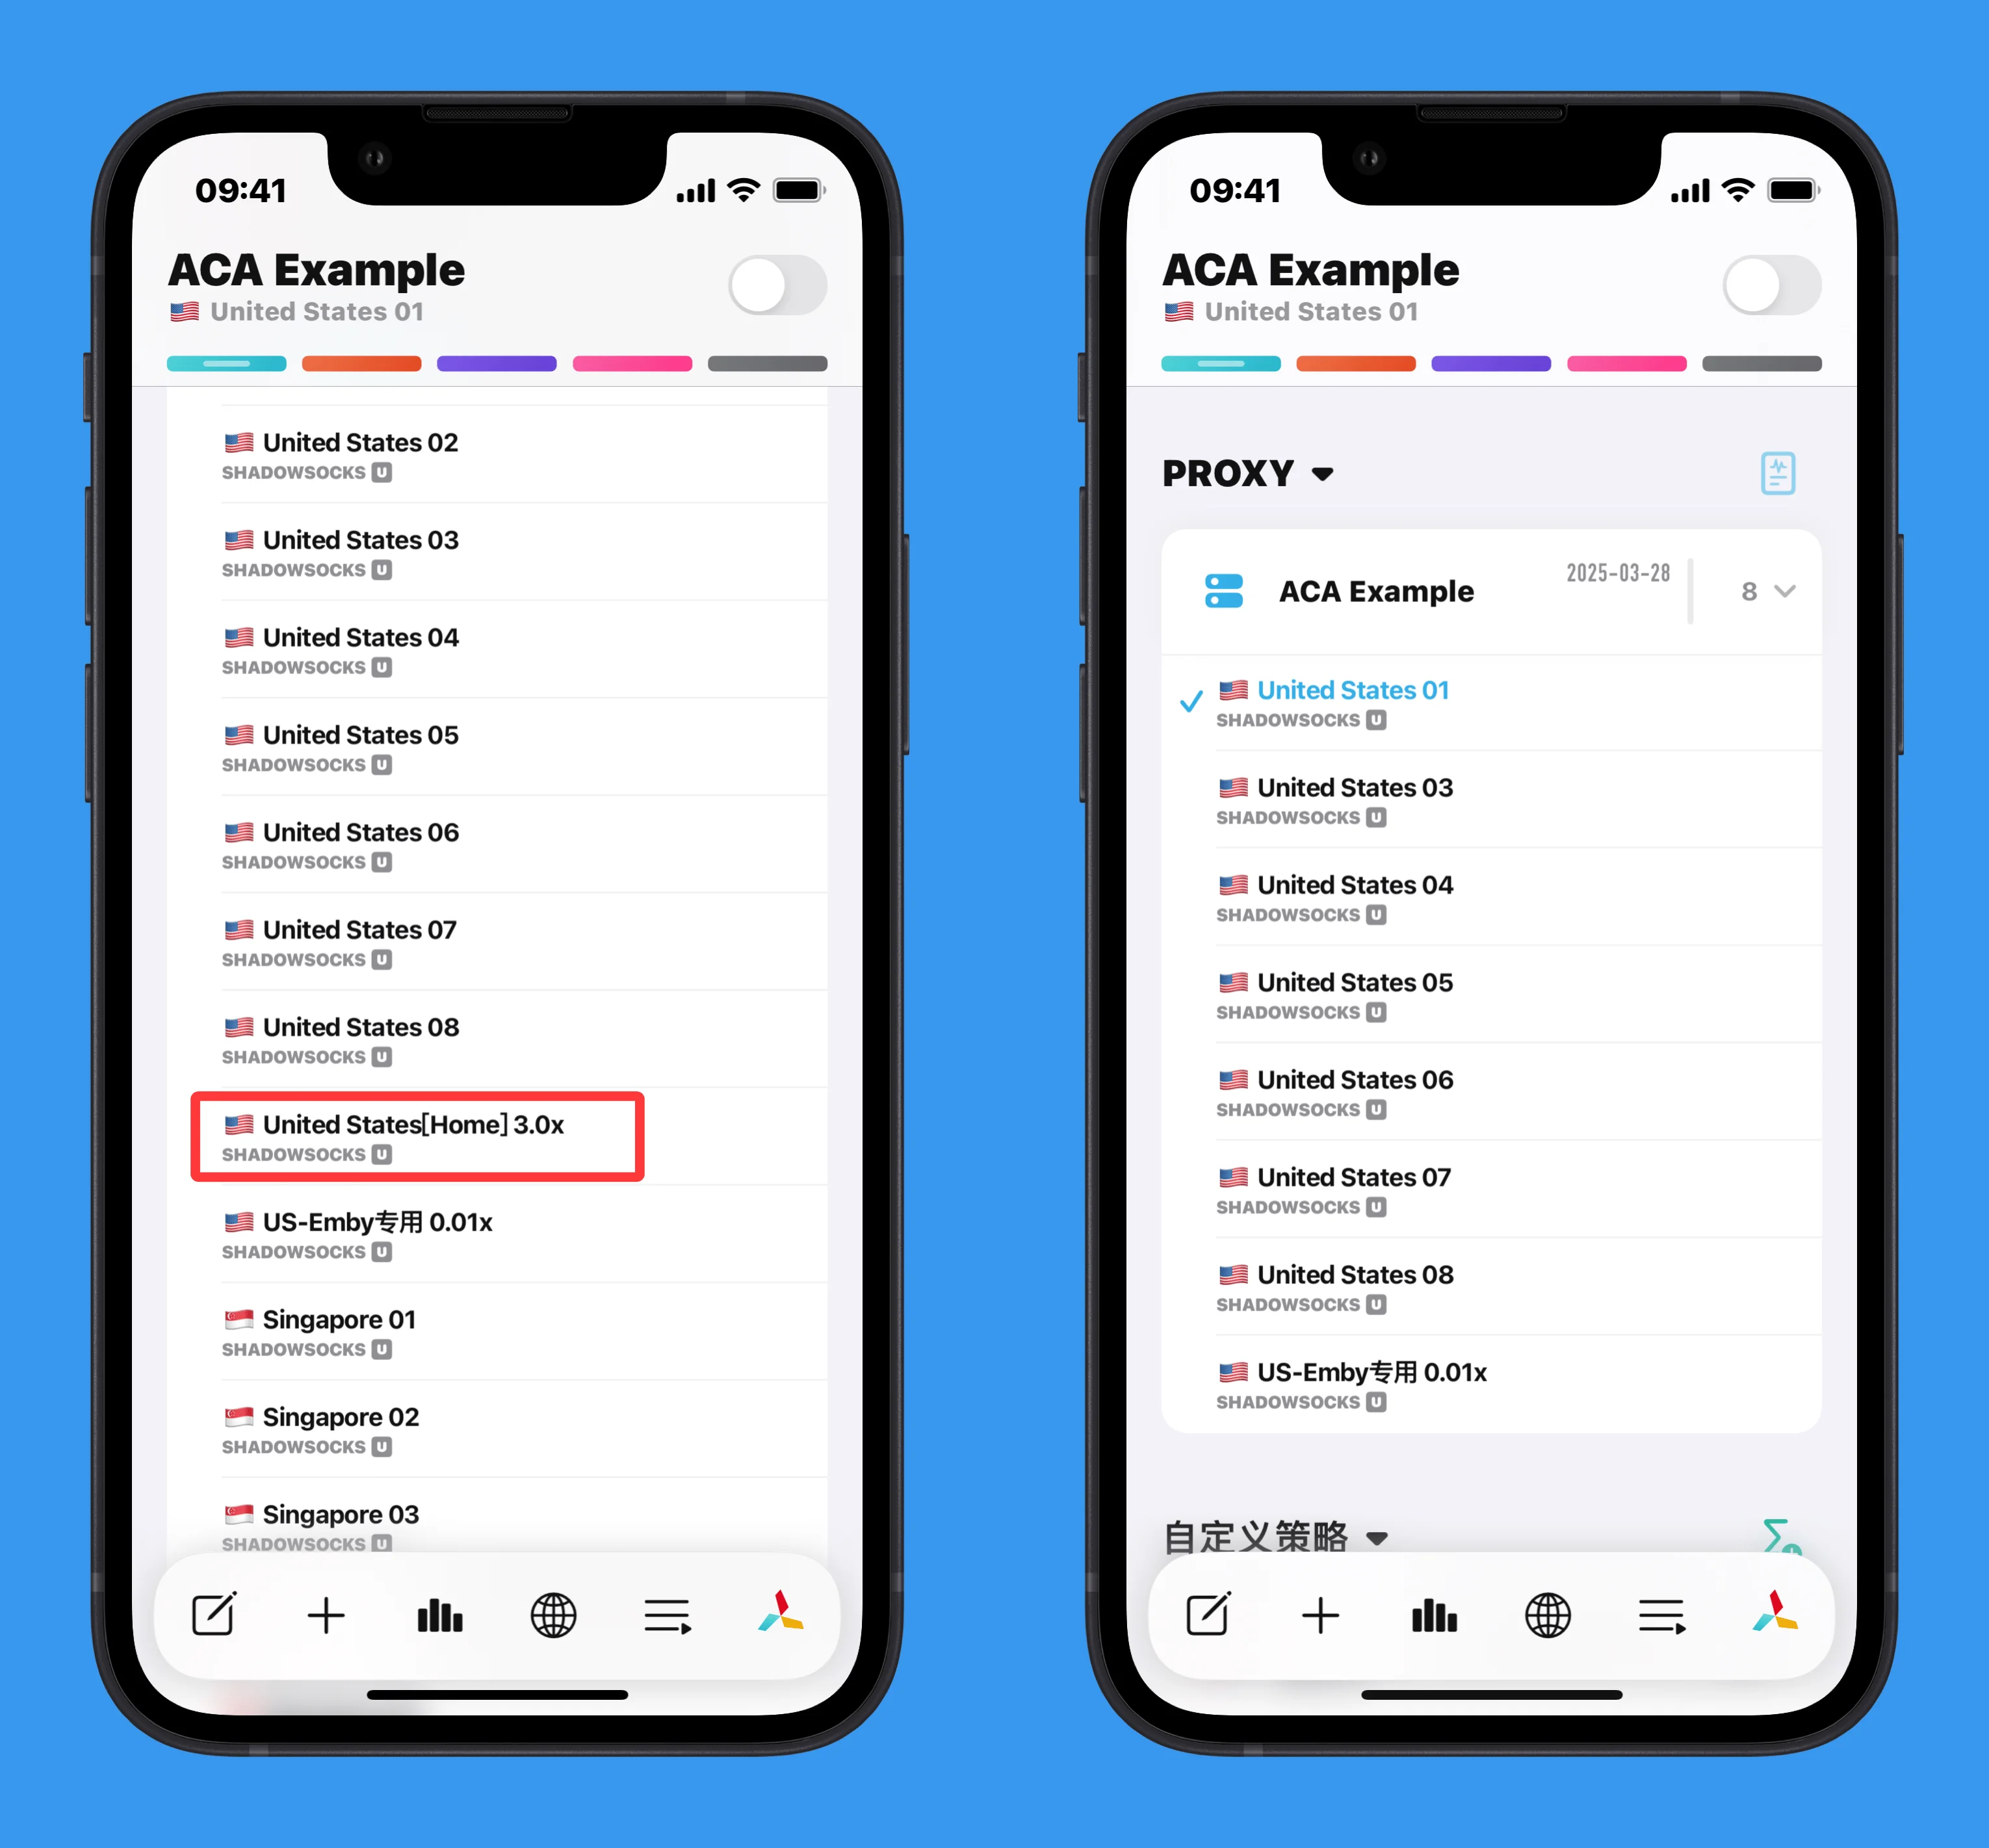 09:41
ACA Example
🇺🇸 United States 01
🇺🇸 United States 02
SHADOWSOCKS U
🇺🇸 United States 03
SHADOWSOCKS U
🇺🇸 United States 04
SHADOWSOCKS U
🇺🇸 United States 05
SHADOWSOCKS U
🇺🇸 United States 06
SHADOWSOCKS U
🇺🇸 United States 07
SHADOWSOCKS U
🇺🇸 United States 08
SHADOWSOCKS U
🇺🇸 United States[Home] 3.0x
SHADOWSOCKS U
🇺🇸 US-Emby专用 0.01x
SHADOWSOCKS U
🇸🇬 Singapore 01
SHADOWSOCKS U
🇸🇬 Singapore 02
SHADOWSOCKS U
🇸🇬 Singapore 03
SHADOWSOCKS U
09:41
ACA Example
🇺🇸 United States 01
PROXY
ACA Example 2025-03-28 8
🇺🇸 United States 01
SHADOWSOCKS U
🇺🇸 United States 03
SHADOWSOCKS U
🇺🇸 United States 04
SHADOWSOCKS U
🇺🇸 United States 05
SHADOWSOCKS U
🇺🇸 United States 06
SHADOWSOCKS U
🇺🇸 United States 07
SHADOWSOCKS U
🇺🇸 United States 08
SHADOWSOCKS U
🇺🇸 US-Emby专用 0.01x
SHADOWSOCKS U
自定义策略